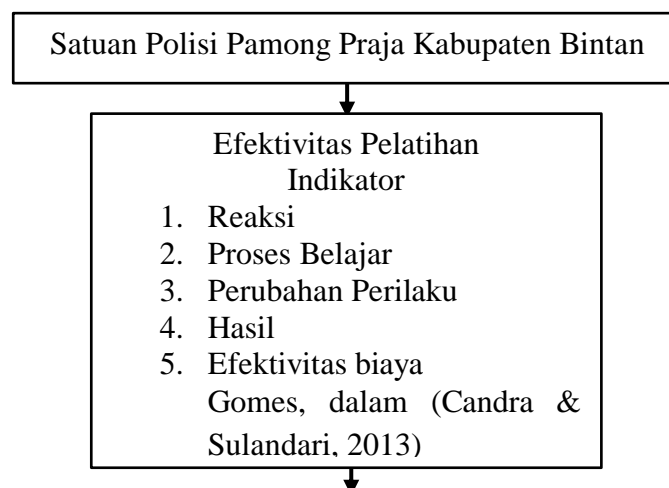 Satuan Polisi Pamong Praja Kabupaten Bintan
Efektivitas Pelatihan
Indikator
1. Reaksi
2. Proses Belajar
3. Perubahan Perilaku
4. Hasil
5. Efektivitas biaya
Gomes, dalam (Candra &
Sulandari, 2013)